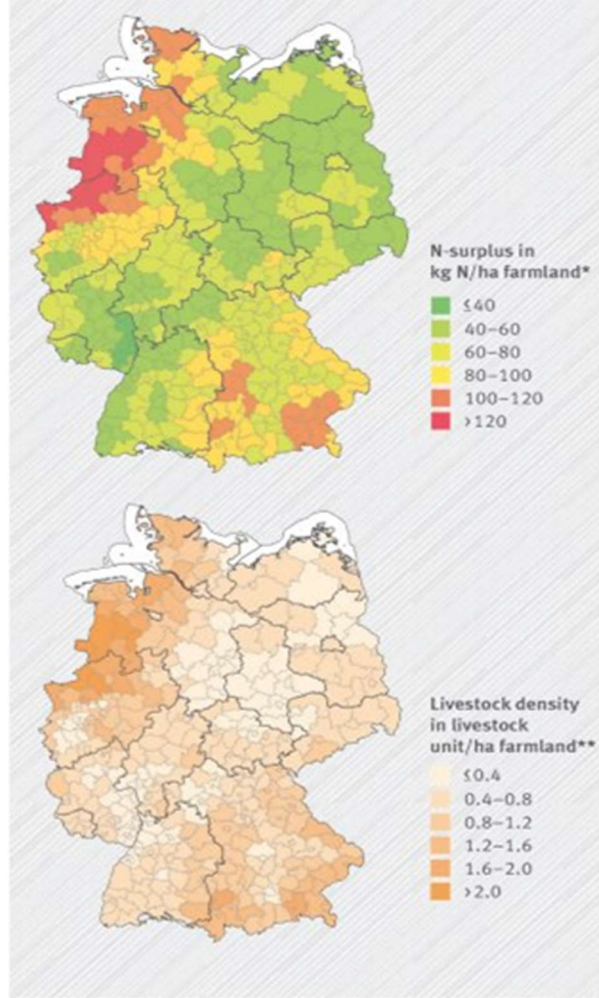 N-surplus in
kg N/ha farmland*
≤40
40–60
60–80
80–100
100–120
>120
Livestock density
in livestock
unit/ha farmland**
≤0.4
0.4–0.8
0.8–1.2
1.2–1.6
1.6–2.0
>2.0